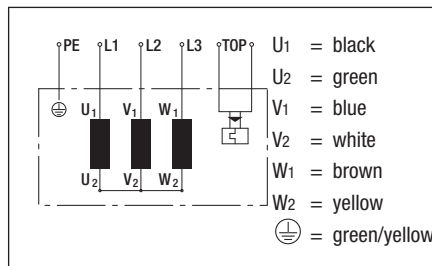 PE L1 L2 L3 TOP
U1 V1 W1
U2 V2 W2
U1 = black
U2 = green
V1 = blue
V2 = white
W1 = brown
W2 = yellow
= green/yellow